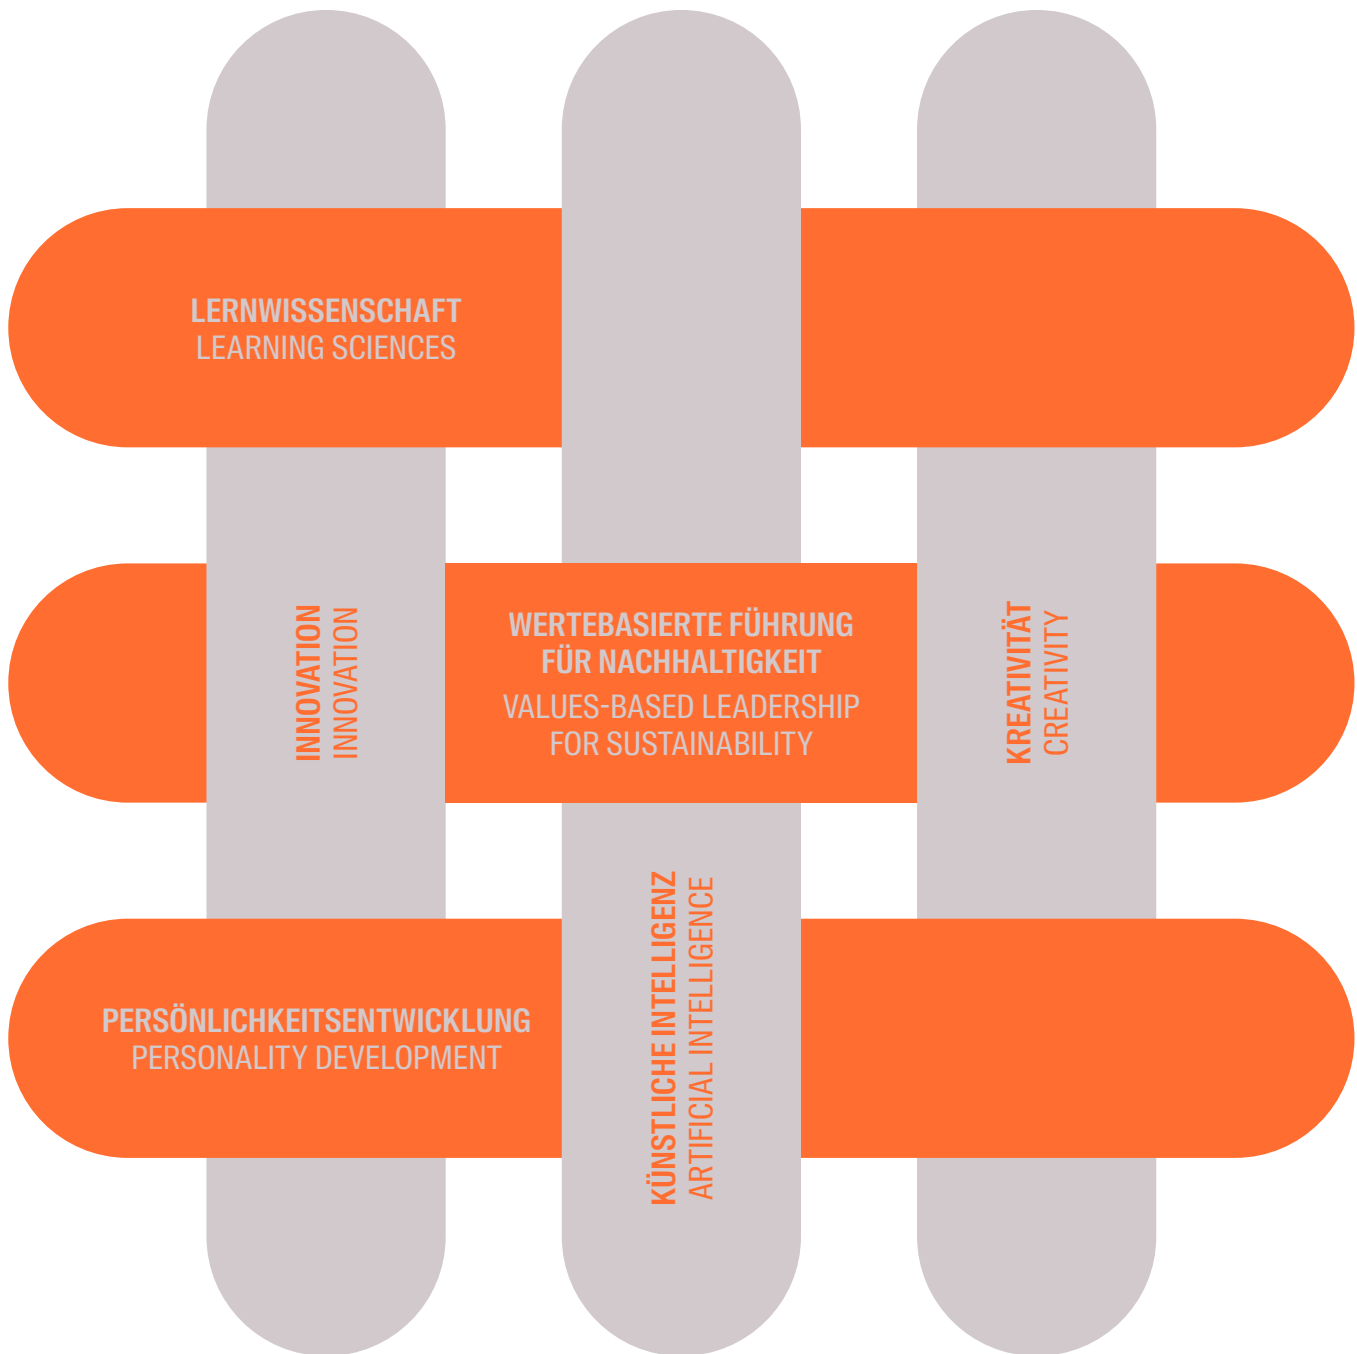 LERNWISSENSCHAFT
LEARNING SCIENCES
INNOVATION
INNOVATION
WERTEBASIERTE FÜHRUNG
FÜR NACHHALTIGKEIT
VALUES-BASED LEADERSHIP
FOR SUSTAINABILITY
KREATIVITÄT
CREATIVITY
KÜNSTLICHE INTELLIGENZ
ARTIFICIAL INTELLIGENCE
PERSÖNLICHKEITSENTWICKLUNG
PERSONALITY DEVELOPMENT